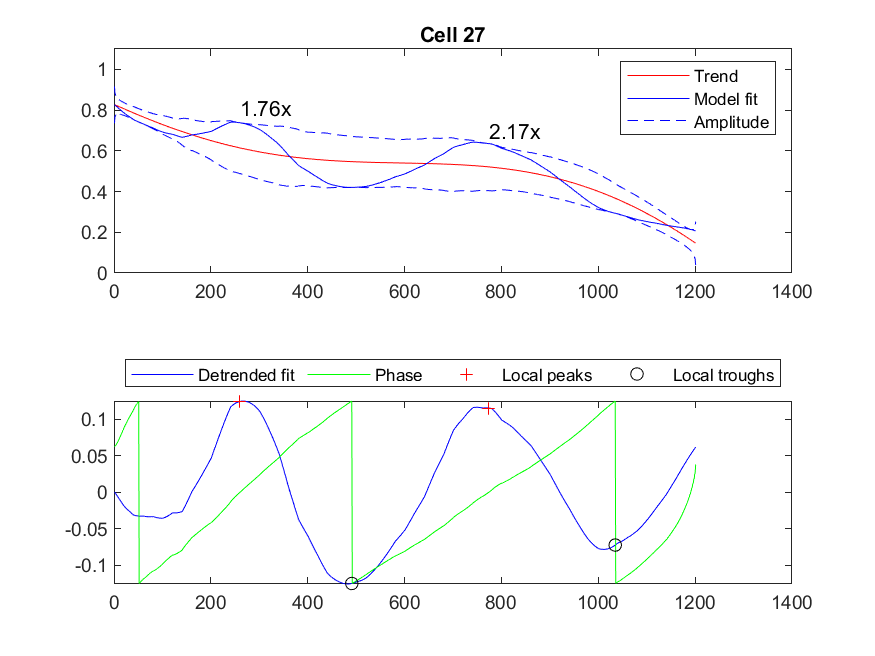 Cell 27
1
0.8
0.6
0.4
0.2
0
1.76x
2.17x
Trend
Model fit
Amplitude
0 200 400 600 800 1000 1200 1400
Detrended fit Phase Local peaks Local troughs
0.1
0.05
0
-0.05
-0.1
0 200 400 600 800 1000 1200 1400